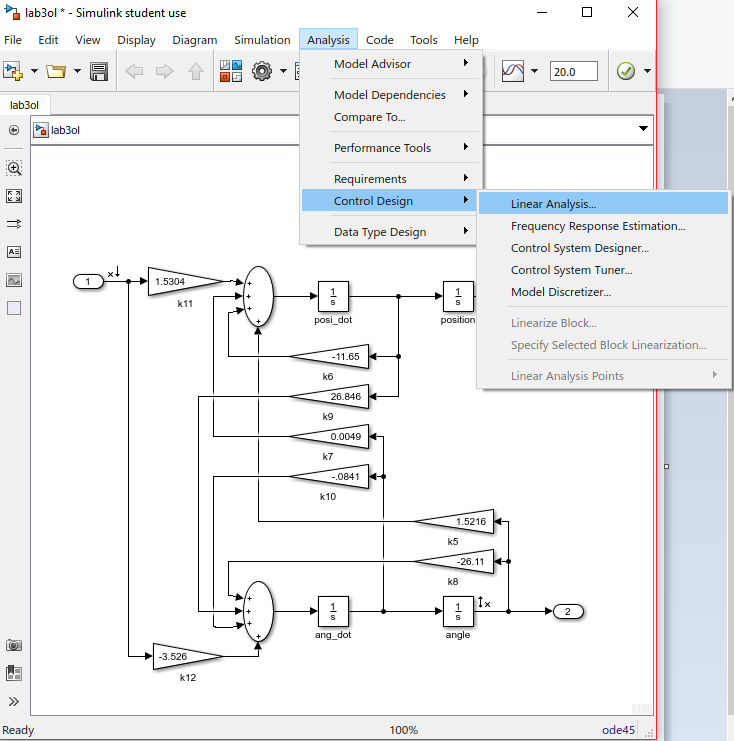 lab3ol * - Simulink student use
File Edit View Display Diagram Simulation Analysis Code Tools Help
20.0
lab3ol
lab3ol
Model Advisor
Model Dependencies
Compare To...
Performance Tools
Requirements
Control Design
Data Type Design
Linear Analysis...
Frequency Response Estimation...
Control System Designer...
Control System Tuner...
Model Discretizer...
Linearize Block...
Specify Selected Block Linearization...
Linear Analysis Points
1
1.5304
k11
1
s
posi_dot
1
s
position
-11.65
k6
26.846
k9
0.0049
k7
-.0841
k10
1.5216
k5
-26.11
k8
1
s
ang_dot
1
s
angle
2
-3.526
k12
Ready 100% ode45